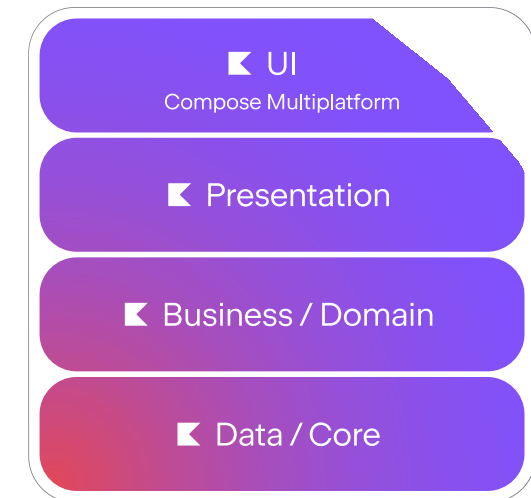 UI
Compose Multiplatform
Presentation
Business / Domain
Data / Core